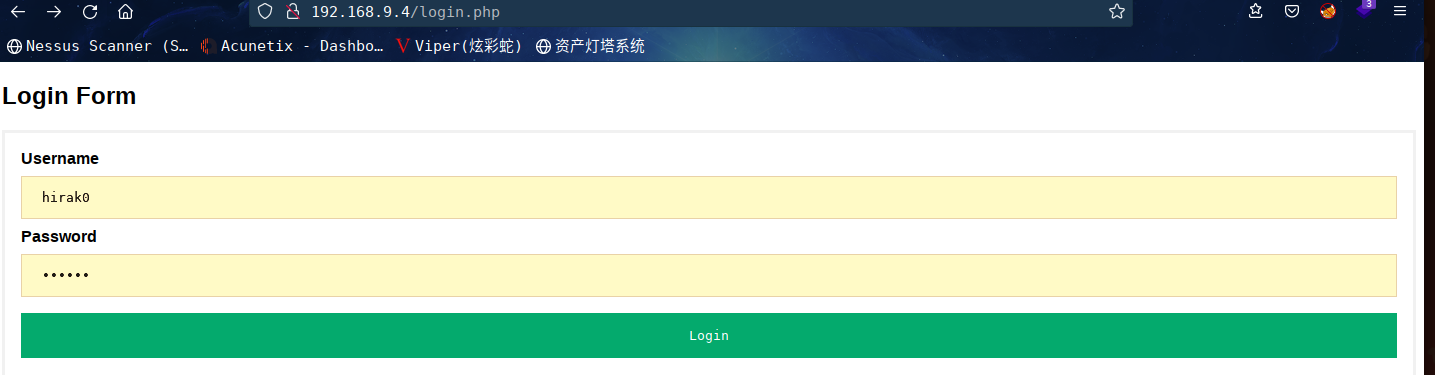 192.168.9.4/login.php
3
Nessus Scanner (S… Acunetix - Dashbo… Viper(炫彩蛇) 资产灯塔系统
Login Form
Username
hirak0
Password
••••••
Login